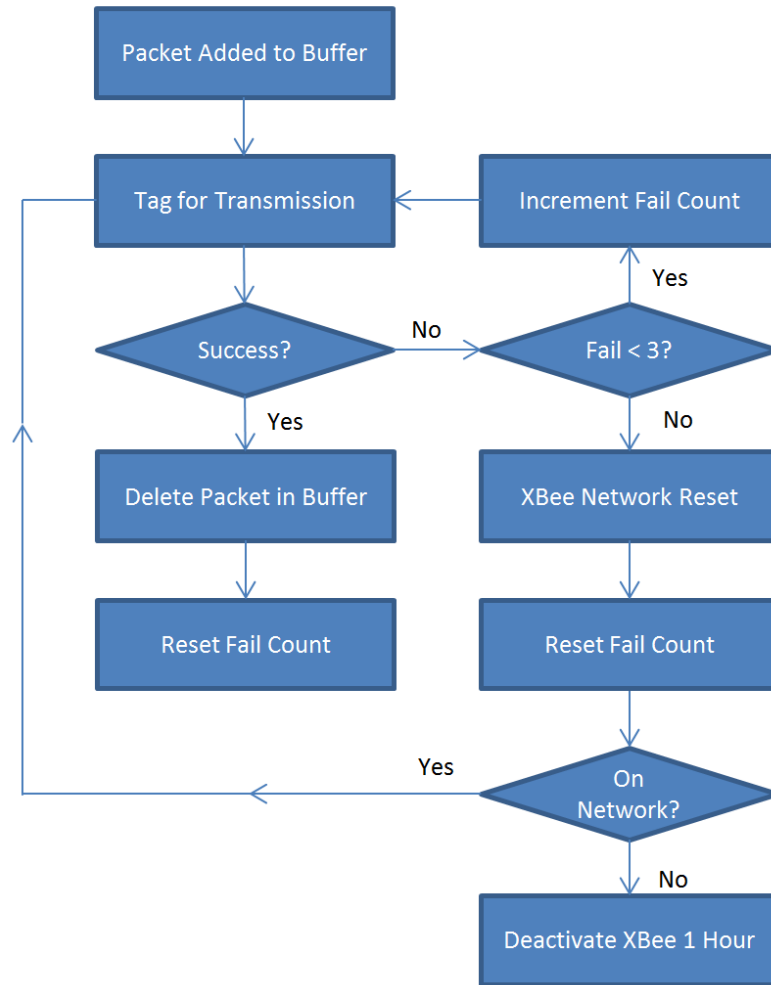 Packet Added to Buffer
Tag for Transmission
Increment Fail Count
Yes
Success?
No
Fail < 3?
Yes
No
Delete Packet in Buffer
XBee Network Reset
Reset Fail Count
Reset Fail Count
Yes
On
Network?
No
Deactivate XBee 1 Hour